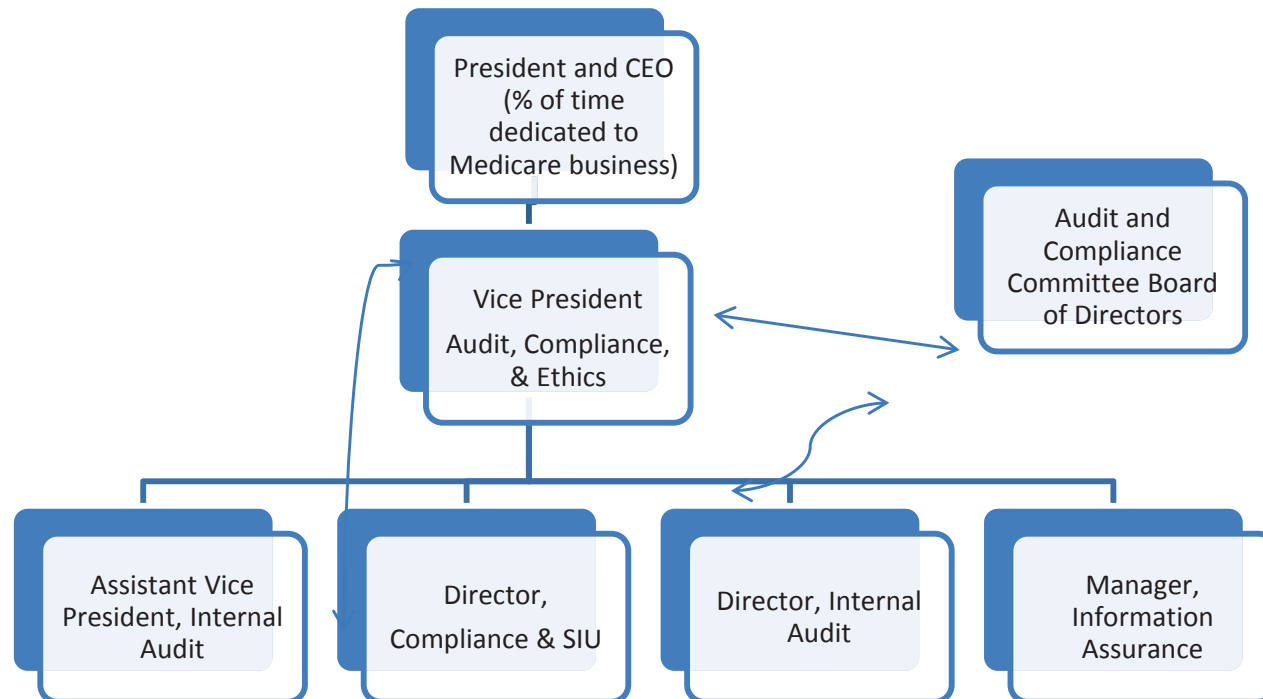 President and CEO
(% of time
dedicated to
Medicare business)
Audit and
Compliance
Committee Board
of Directors
Vice President
Audit, Compliance,
& Ethics
Assistant Vice
President, Internal
Audit
Director,
Compliance & SIU
Director, Internal
Audit
Manager,
Information
Assurance